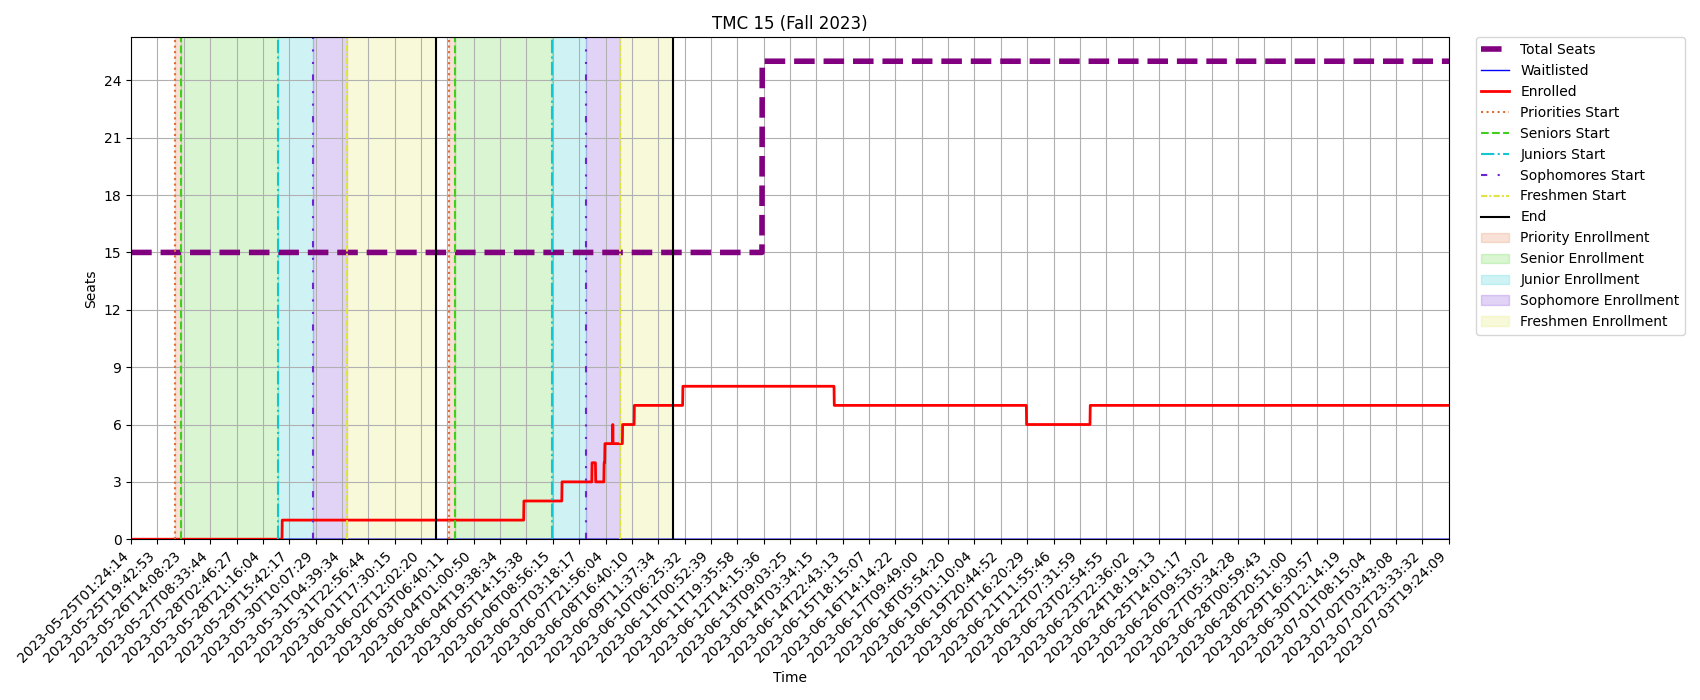 TMC 15 (Fall 2023)
24
21
18
15
12
9
6
3
0
Seats
2023-05-25T01:24:14
2023-05-25T19:42:53
2023-05-26T14:08:23
2023-05-27T08:33:44
2023-05-28T02:46:27
2023-05-28T21:16:04
2023-05-29T15:42:17
2023-05-30T10:07:29
2023-05-31T04:39:34
2023-05-31T22:56:44
2023-06-01T17:30:15
2023-06-02T12:02:20
2023-06-03T06:40:11
2023-06-04T01:00:50
2023-06-04T19:38:34
2023-06-05T14:15:38
2023-06-06T08:56:15
2023-06-07T03:18:17
2023-06-07T21:56:04
2023-06-08T16:40:10
2023-06-09T11:37:34
2023-06-10T06:25:32
2023-06-11T00:52:39
2023-06-11T19:35:58
2023-06-12T14:15:36
2023-06-13T09:03:25
2023-06-14T03:34:15
2023-06-14T22:43:13
2023-06-15T18:15:07
2023-06-16T14:14:22
2023-06-17T09:49:00
2023-06-18T05:54:20
2023-06-19T01:10:04
2023-06-19T20:44:52
2023-06-20T16:20:29
2023-06-21T11:55:46
2023-06-22T07:31:59
2023-06-23T02:54:55
2023-06-23T22:36:02
2023-06-24T18:19:13
2023-06-25T14:01:17
2023-06-26T09:53:02
2023-06-27T05:34:28
2023-06-28T00:59:43
2023-06-28T20:51:00
2023-06-29T16:30:57
2023-06-30T12:14:19
2023-07-01T08:15:04
2023-07-02T03:43:08
2023-07-02T23:33:32
2023-07-03T19:24:09
Time
Total Seats
Waitlisted
Enrolled
Priorities Start
Seniors Start
Juniors Start
Sophomores Start
Freshmen Start
End
Priority Enrollment
Senior Enrollment
Junior Enrollment
Sophomore Enrollment
Freshmen Enrollment